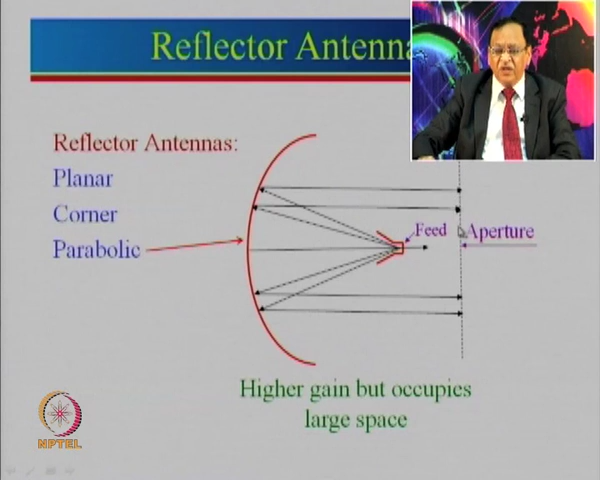 Reflector Antenna
Reflector Antennas:
Planar
Corner
Parabolic
Feed
Aperture
Higher gain but occupies
large space
NPTEL